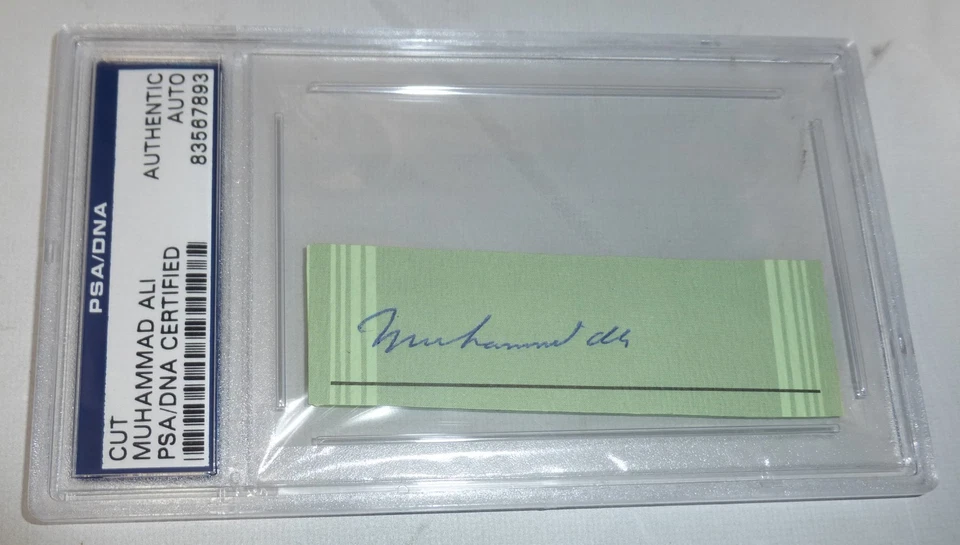 PSA/DNA
CUT
MUHAMMAD ALI
PSA/DNA CERTIFIED
AUTHENTIC
AUTO
83567893
Muhammad Ali